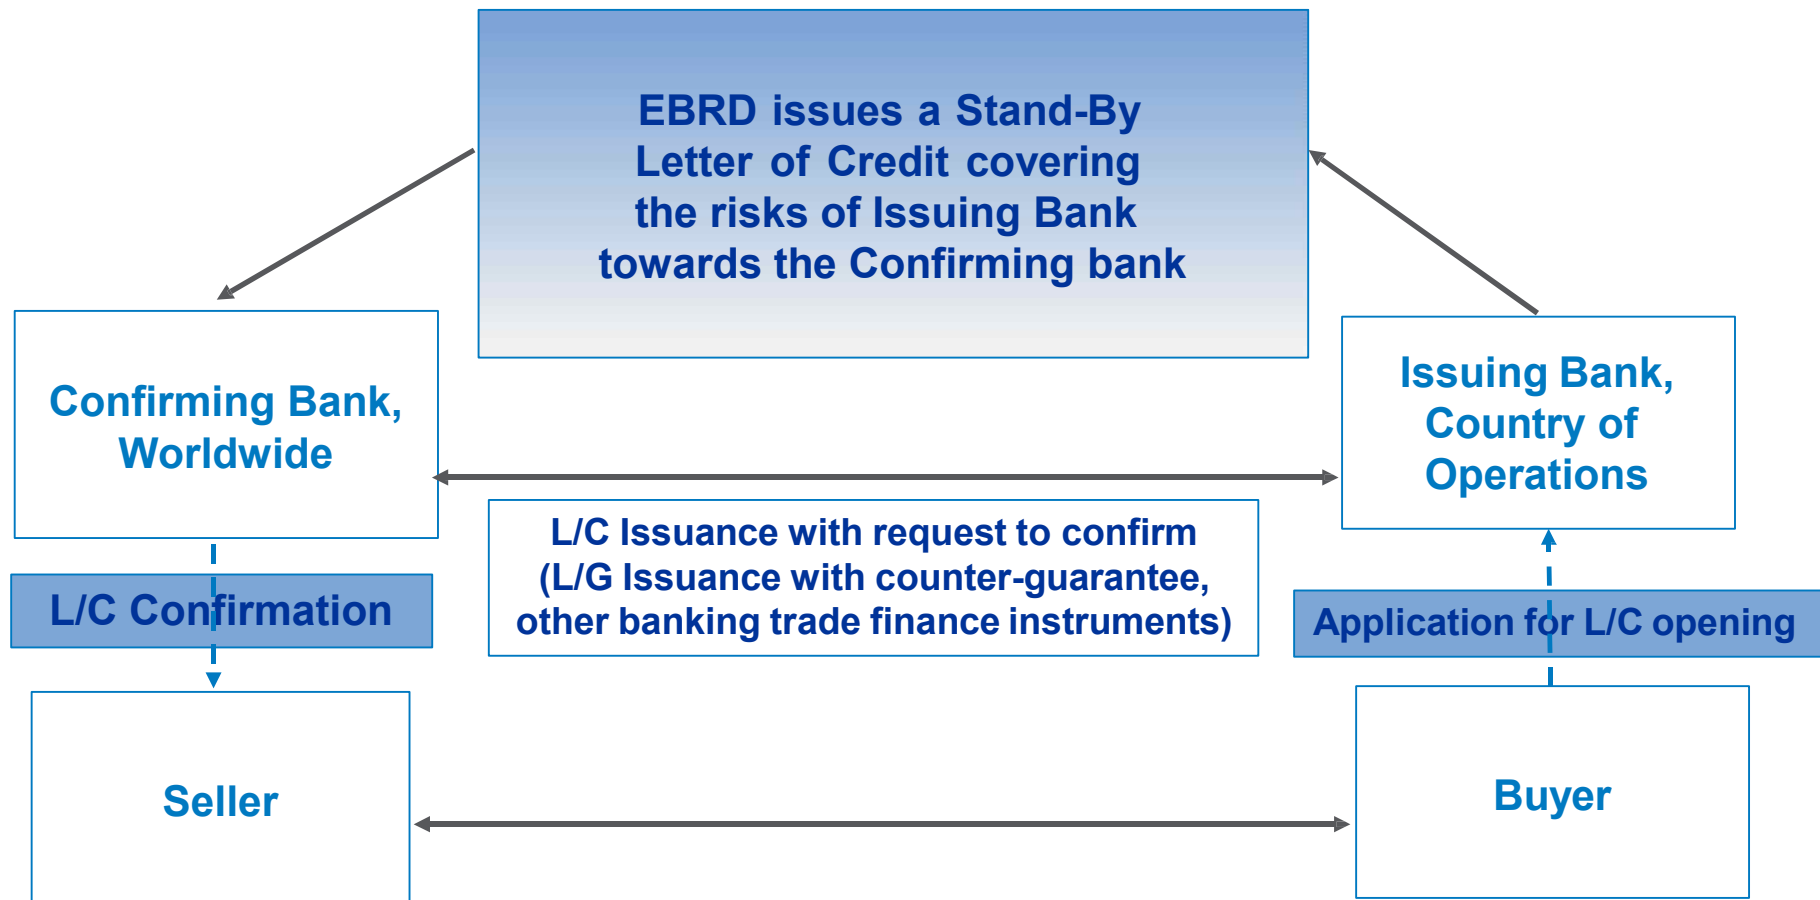 EBRD issues a Stand-By
Letter of Credit covering
the risks of Issuing Bank
towards the Confirming bank
Confirming Bank,
Worldwide
Issuing Bank,
Country of
Operations
L/C Issuance with request to confirm
(L/G Issuance with counter-guarantee,
other banking trade finance instruments)
L/C Confirmation
Application for L/C opening
Seller
Buyer